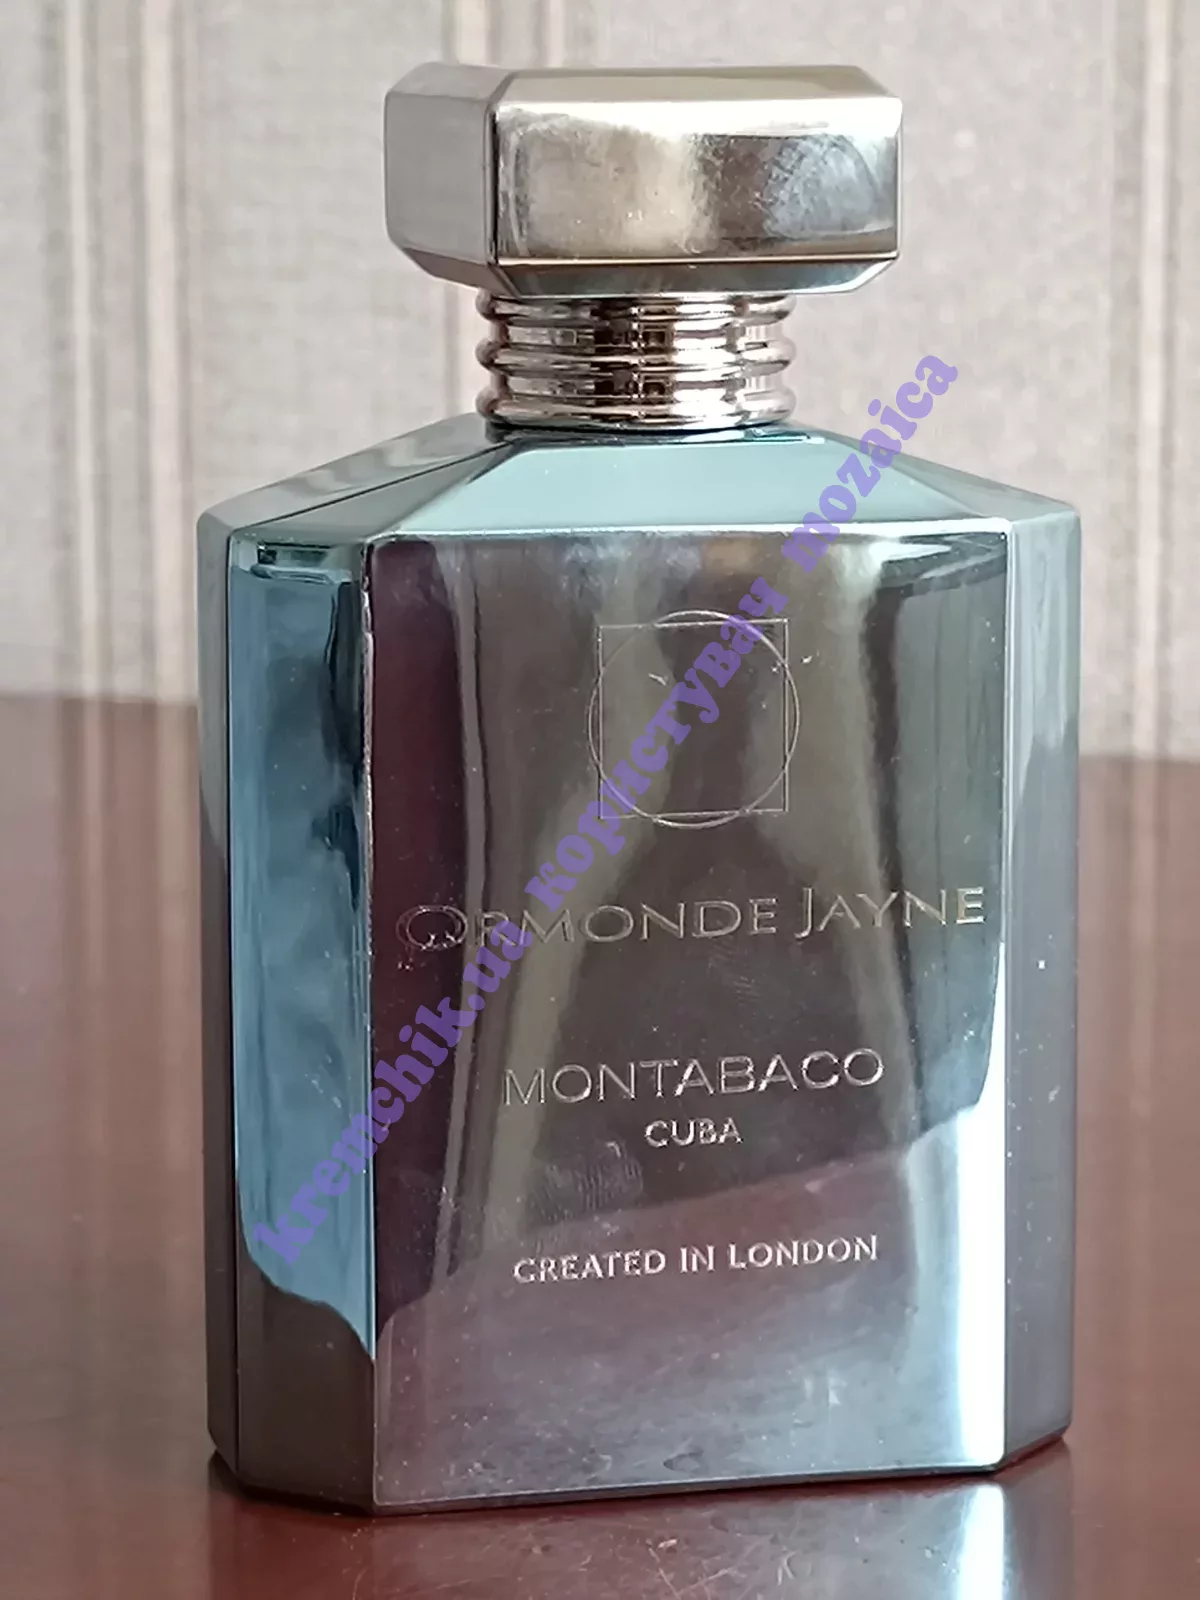 ORMONDE JAYNE
MONTABACO
CUBA
CREATED IN LONDON
kremchik.ua користувач mozaica